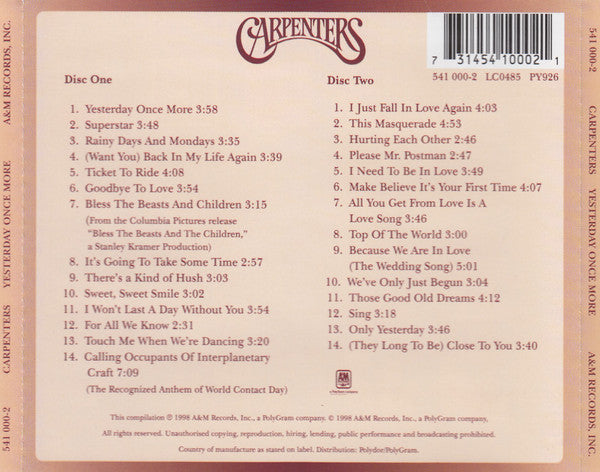 CARPENTERS
7 31454 10002 1
541 000-2 LC0485 PY926
Disc One
1. Yesterday Once More 3:58
2. Superstar 3:48
3. Rainy Days And Mondays 3:35
4. (Want You) Back In My Life Again 3:39
5. Ticket To Ride 4:08
6. Goodbye To Love 3:54
7. Bless The Beasts And Children 3:15
(From the Columbia Pictures release
"Bless The Beasts And The Children,"
a Stanley Kramer Production)
8. It's Going To Take Some Time 2:57
9. There's a Kind of Hush 3:03
10. Sweet, Sweet Smile 3:02
11. I Won't Last A Day Without You 3:54
12. For All We Know 2:31
13. Touch Me When We're Dancing 3:20
14. Calling Occupants Of Interplanetary
Craft 7:09
(The Recognized Anthem of World Contact Day)
Disc Two
1. I Just Fall In Love Again 4:03
2. This Masquerade 4:53
3. Hurting Each Other 2:46
4. Please Mr. Postman 2:47
5. I Need To Be In Love 3:49
6. Make Believe It's Your First Time 4:07
7. All You Get From Love Is A
Love Song 3:46
8. Top Of The World 3:00
9. Because We Are In Love
(The Wedding Song) 5:01
10. We've Only Just Begun 3:04
11. Those Good Old Dreams 4:12
12. Sing 3:18
13. Only Yesterday 3:46
14. (They Long To Be) Close To You 3:40
A&M
This compilation ℗ 1998 A&M Records, Inc., a PolyGram company. © 1998 A&M Records, Inc., a PolyGram company,
All rights reserved. Unauthorised copying, reproduction, hiring, lending, public performance and broadcasting prohibited.
Country of manufacture as stated on label. Distribution: Polydor/PolyGram.
541 000-2 CARPENTERS YESTERDAY ONCE MORE A&M RECORDS, INC.
541 000-2 CARPENTERS YESTERDAY ONCE MORE A&M RECORDS, INC.